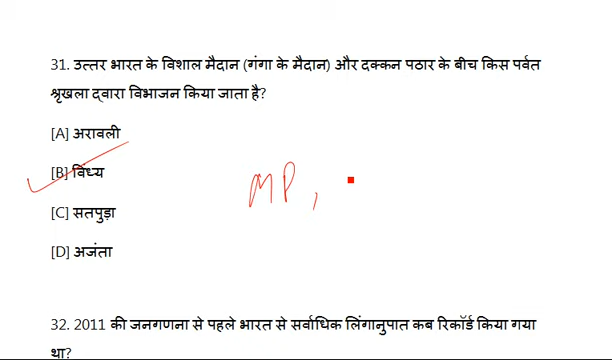 31. उत्तर भारत के विशाल मैदान (गंगा के मैदान) और दक्कन पठार के बीच किस पर्वत
श्रृखला द्वारा विभाजन किया जाता है?
[A] अरावली
[B] विंध्य
MP,
[C] सतपुड़ा
[D] अजंता
32. 2011 की जनगणना से पहले भारत से सर्वाधिक लिंगानुपात कब रिकॉर्ड किया गया
था?